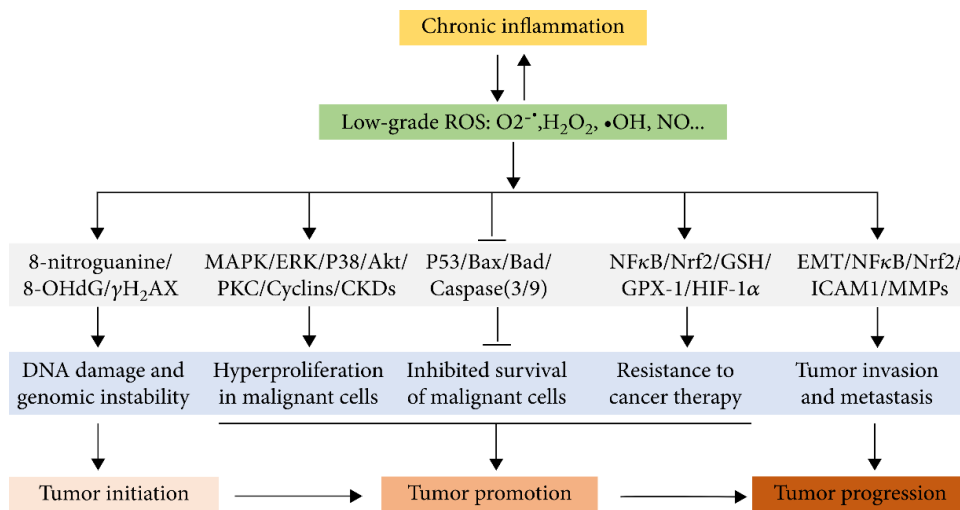 Chronic inflammation
Low-grade ROS: O2⁻•,H₂O₂, •OH, NO...
8-nitroguanine/
8-OHdG/γH₂AX
MAPK/ERK/P38/Akt/
PKC/Cyclins/CKDs
P53/Bax/Bad/
Caspase(3/9)
NFκB/Nrf2/GSH/
GPX-1/HIF-1α
EMT/NFκB/Nrf2/
ICAM1/MMPs
DNA damage and
genomic instability
Hyperproliferation
in malignant cells
Inhibited survival
of malignant cells
Resistance to
cancer therapy
Tumor invasion
and metastasis
Tumor initiation
Tumor promotion
Tumor progression